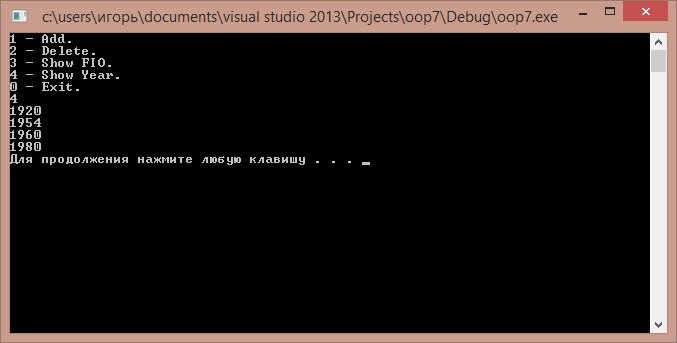 c:\users\игорь\documents\visual studio 2013\Projects\oop7\Debug\oop7.exe
1 - Add.
2 - Delete.
3 - Show FIO.
4 - Show Year.
0 - Exit.
4
1920
1954
1960
1980
Для продолжения нажмите любую клавишу . . . _